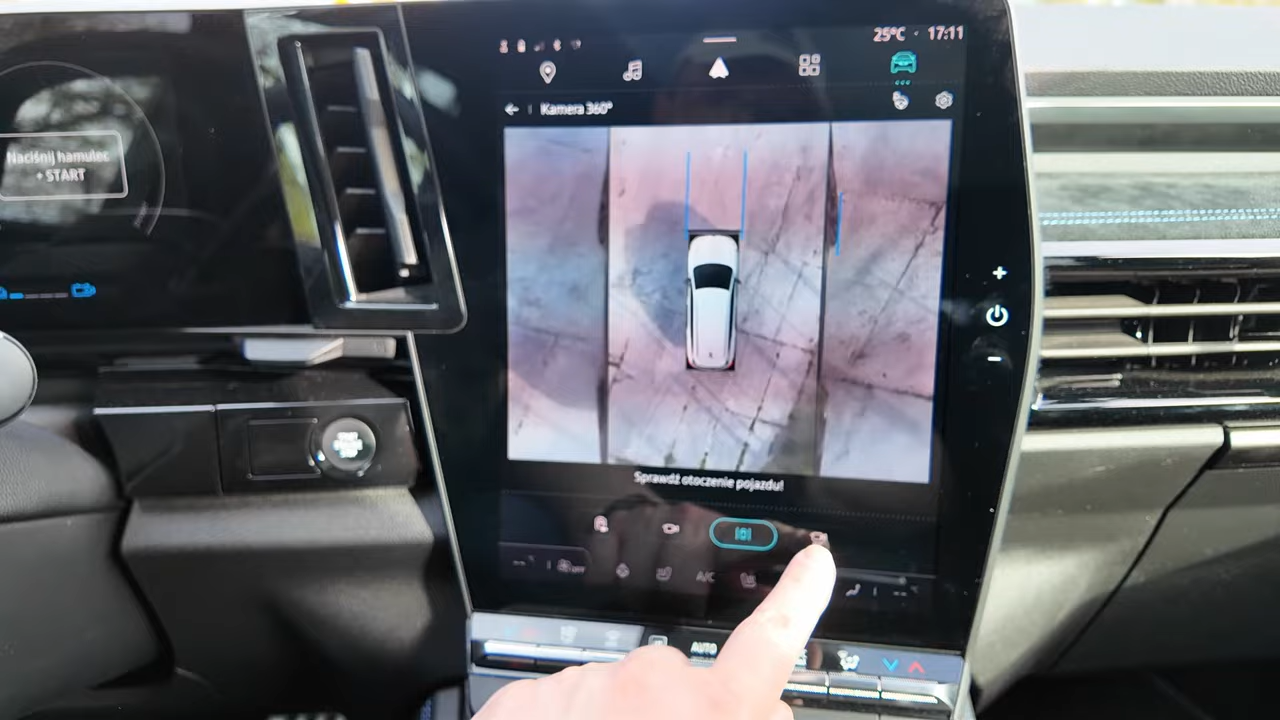 25°C · 17:11
Kamera 360°
Naciśnij hamulec
+ START
Sprawdź otoczenie pojazdu!
A/C
AUTO